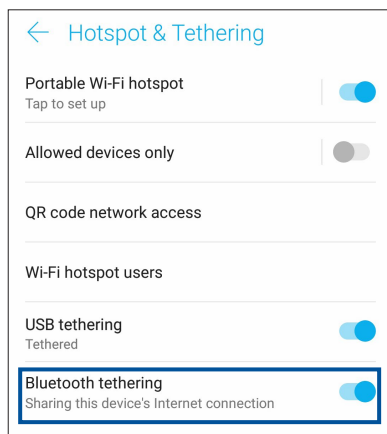 Hotspot & Tethering
Portable Wi-Fi hotspot
Tap to set up
Allowed devices only
QR code network access
Wi-Fi hotspot users
USB tethering
Tethered
Bluetooth tethering
Sharing this device's Internet connection